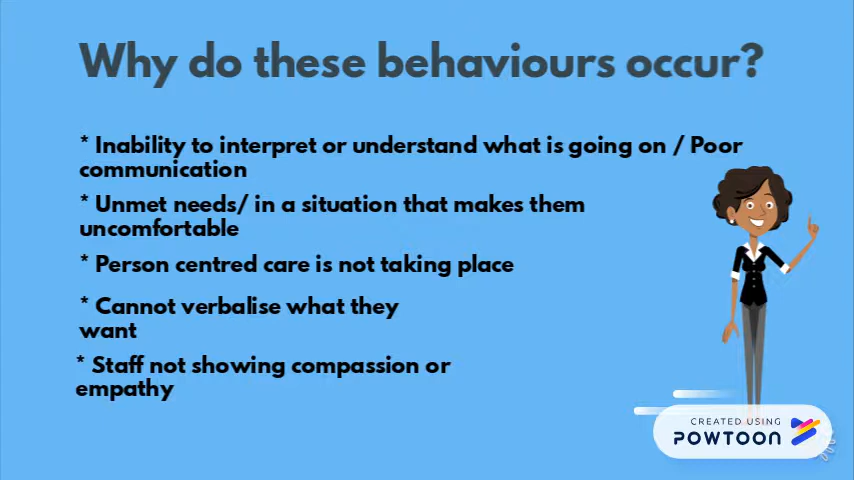 Why do these behaviours occur?
* Inability to interpret or understand what is going on / Poor
communication
* Unmet needs/ in a situation that makes them
uncomfortable
* Person centred care is not taking place
* Cannot verbalise what they
want
* Staff not showing compassion or
empathy
CREATED USING
POWTOON